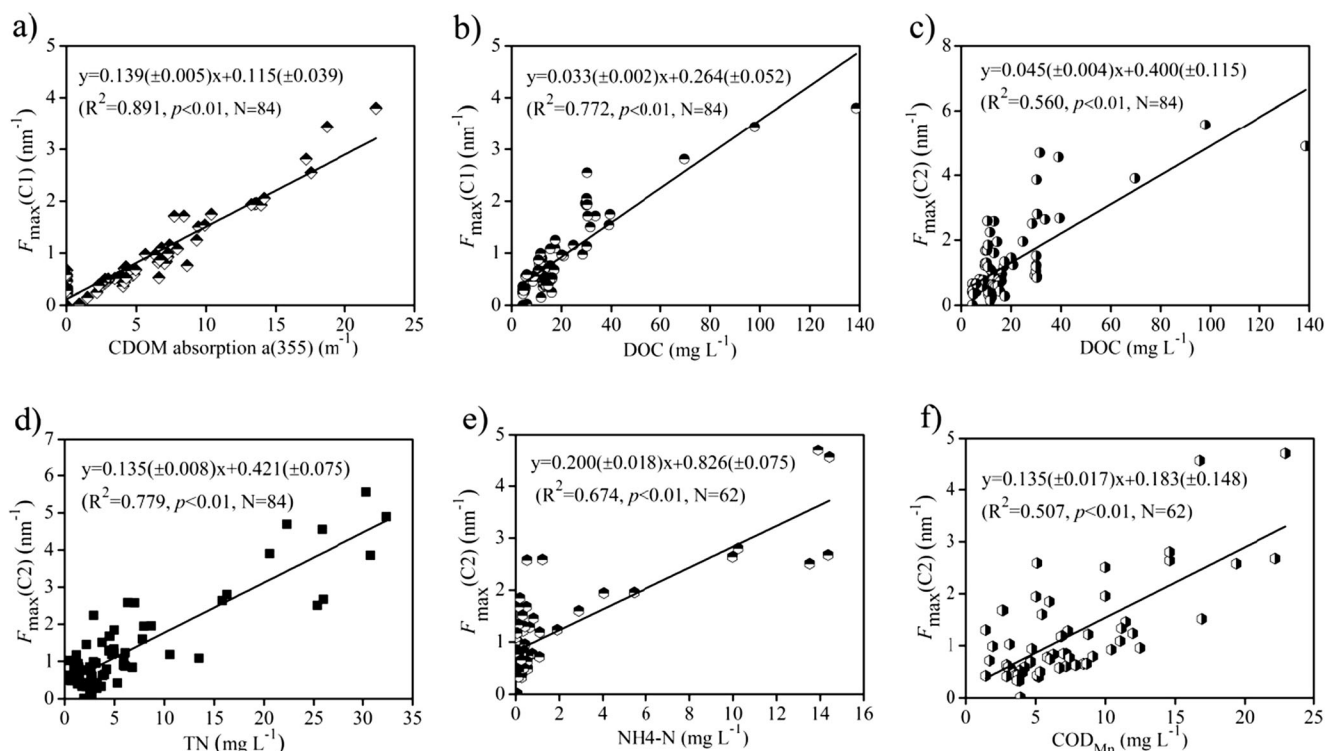 a)
5
4
3
2
1
0
y=0.139(±0.005)x+0.115(±0.039)
(R²=0.891, p<0.01, N=84)
Fmax(C1) (nm⁻¹)
0 5 10 15 20 25
CDOM absorption a(355) (m⁻¹)
b)
5
4
3
2
1
0
y=0.033(±0.002)x+0.264(±0.052)
(R²=0.772, p<0.01, N=84)
Fmax(C1) (nm⁻¹)
0 20 40 60 80 100 120 140
DOC (mg L⁻¹)
c)
8
6
4
2
0
y=0.045(±0.004)x+0.400(±0.115)
(R²=0.560, p<0.01, N=84)
Fmax(C2) (nm⁻¹)
0 20 40 60 80 100 120 140
DOC (mg L⁻¹)
d)
7
6
5
4
3
2
1
0
y=0.135(±0.008)x+0.421(±0.075)
(R²=0.779, p<0.01, N=84)
Fmax(C2) (nm⁻¹)
0 5 10 15 20 25 30 35
TN (mg L⁻¹)
e)
5
4
3
2
1
0
y=0.200(±0.018)x+0.826(±0.075)
(R²=0.674, p<0.01, N=62)
Fmax(C2) (nm⁻¹)
0 2 4 6 8 10 12 14 16
NH4-N (mg L⁻¹)
f)
5
4
3
2
1
0
y=0.135(±0.017)x+0.183(±0.148)
(R²=0.507, p<0.01, N=62)
Fmax(C2) (nm⁻¹)
0 5 10 15 20 25
CODMn (mg L⁻¹)